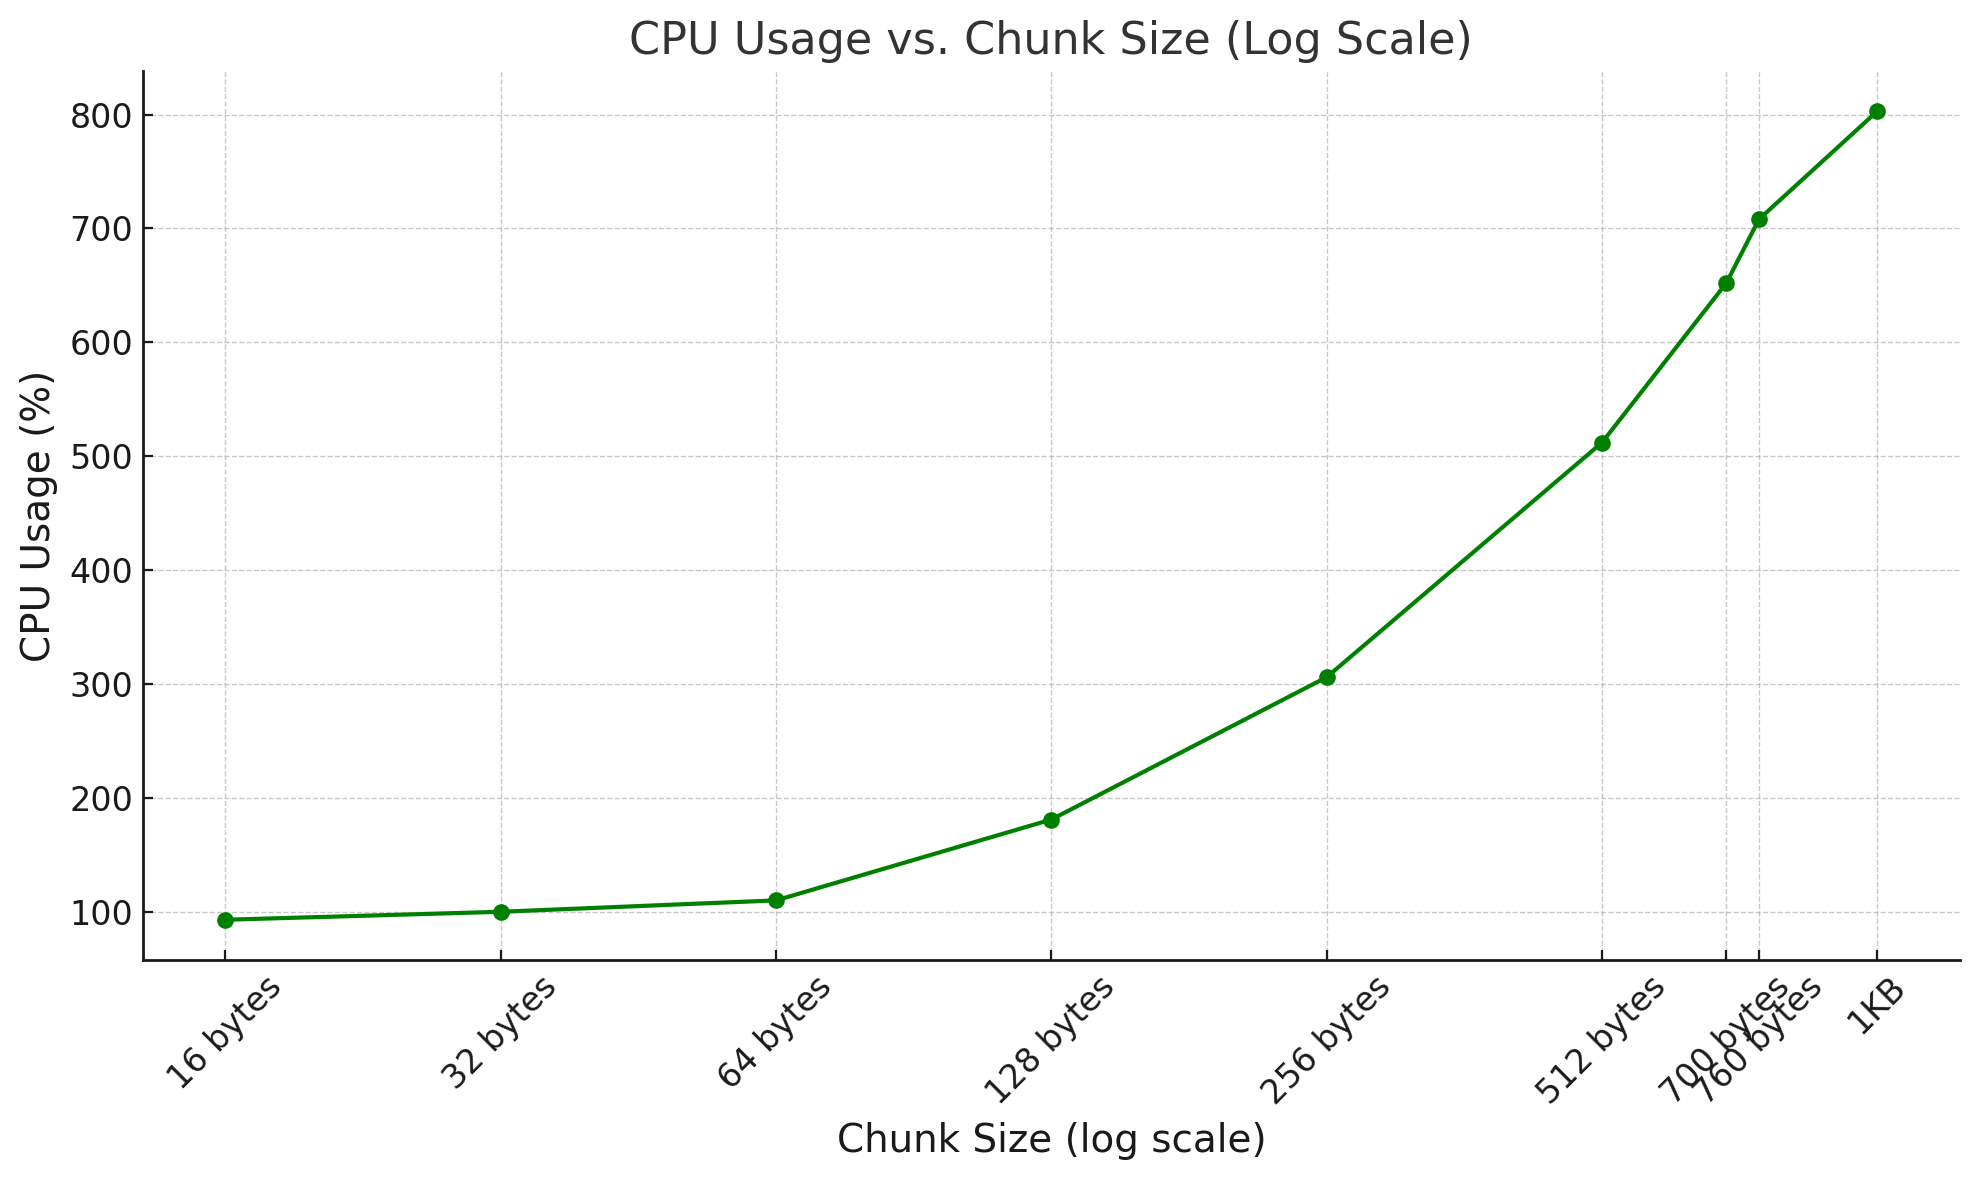 CPU Usage vs. Chunk Size (Log Scale)
CPU Usage (%)
800
700
600
500
400
300
200
100
16 bytes
32 bytes
64 bytes
128 bytes
256 bytes
512 bytes
700 bytes
760 bytes
1KB
Chunk Size (log scale)